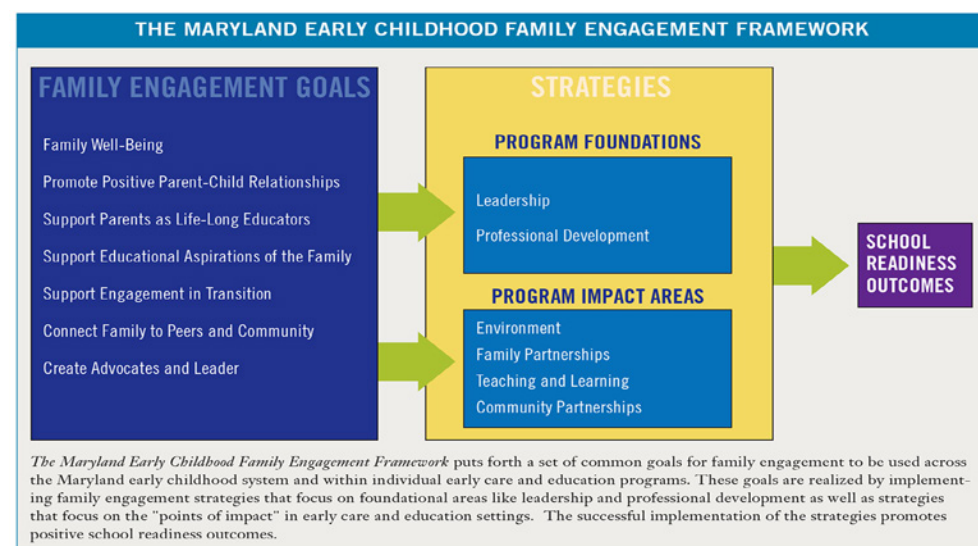 THE MARYLAND EARLY CHILDHOOD FAMILY ENGAGEMENT FRAMEWORK
FAMILY ENGAGEMENT GOALS
Family Well-Being
Promote Positive Parent-Child Relationships
Support Parents as Life-Long Educators
Support Educational Aspirations of the Family
Support Engagement in Transition
Connect Family to Peers and Community
Create Advocates and Leader
STRATEGIES
PROGRAM FOUNDATIONS
Leadership
Professional Development
PROGRAM IMPACT AREAS
Environment
Family Partnerships
Teaching and Learning
Community Partnerships
SCHOOL
READINESS
OUTCOMES
The Maryland Early Childhood Family Engagement Framework puts forth a set of common goals for family engagement to be used across
the Maryland early childhood system and within individual early care and education programs. These goals are realized by implement-
ing family engagement strategies that focus on foundational areas like leadership and professional development as well as strategies
that focus on the "points of impact" in early care and education settings. The successful implementation of the strategies promotes
positive school readiness outcomes.